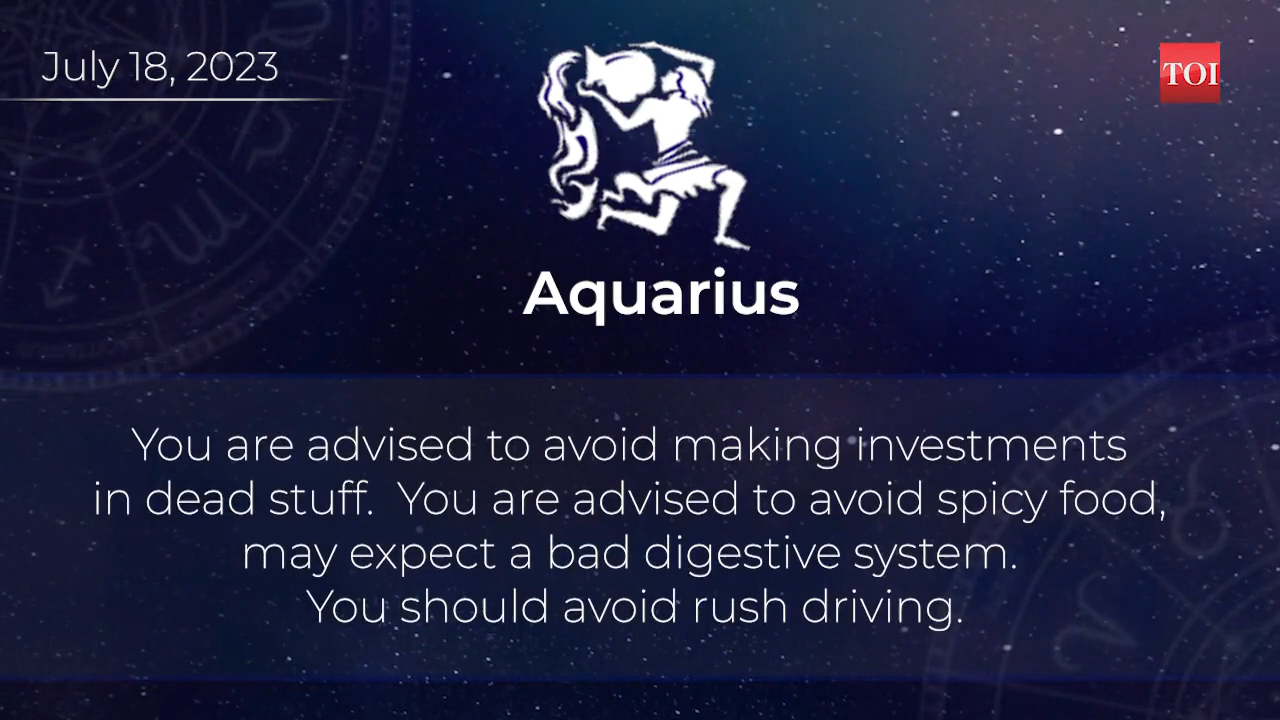 July 18, 2023
TOI
Aquarius
You are advised to avoid making investments
in dead stuff.  You are advised to avoid spicy food,
may expect a bad digestive system.
You should avoid rush driving.